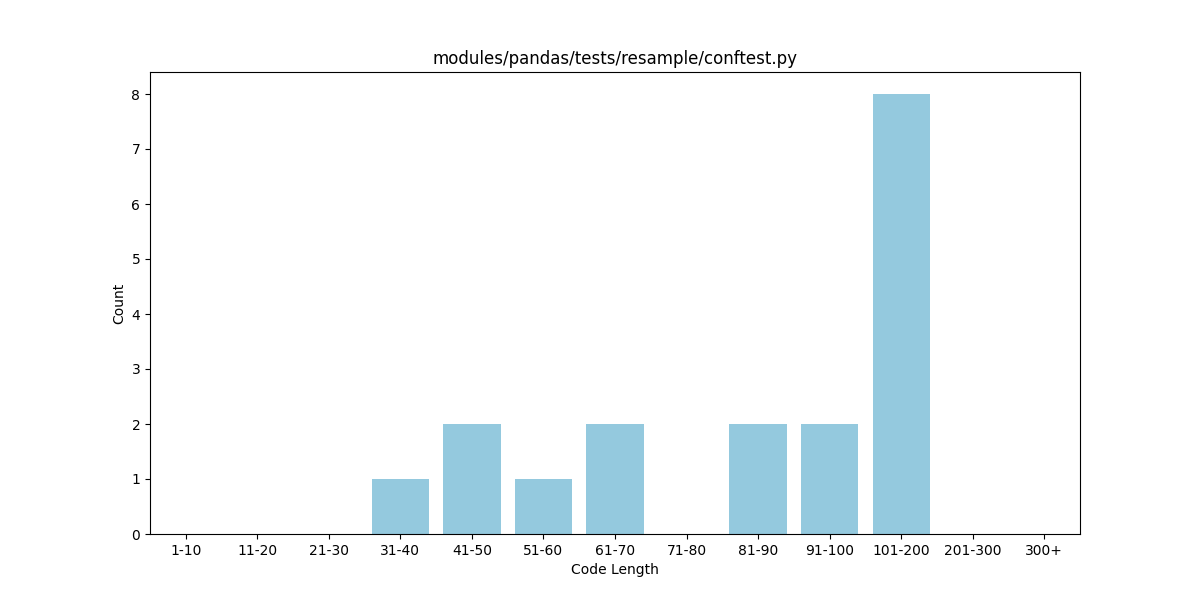 modules/pandas/tests/resample/conftest.py
8
7
6
5
4
3
2
1
0
Count
1-10 11-20 21-30 31-40 41-50 51-60 61-70 71-80 81-90 91-100 101-200 201-300 300+
Code Length